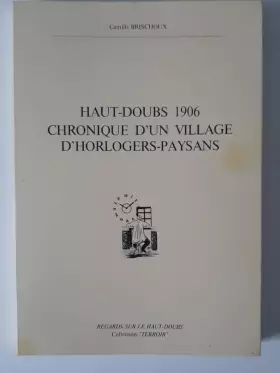 Camille BRISCHOUX
HAUT-DOUBS 1906
CHRONIQUE D'UN VILLAGE
D'HORLOGERS-PAYSANS
REGARDS SUR LE HAUT-DOUBS
Collection "TERROIR"